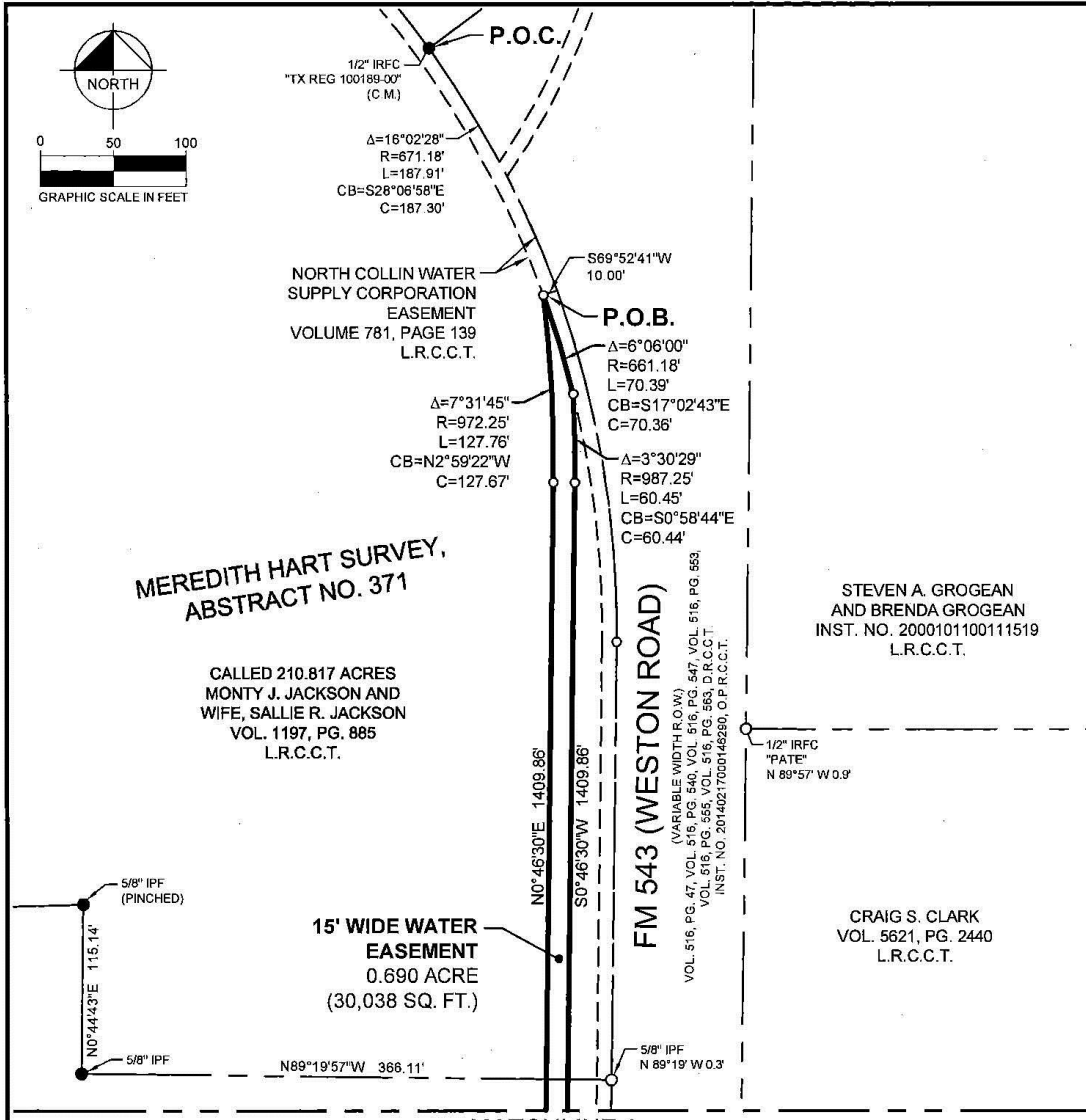 P.O.C.
1/2" IRFC
"TX REG 100189-00"
(C.M.)
NORTH
0 50 100
GRAPHIC SCALE IN FEET
Δ=16°02'28"
R=671.18'
L=187.91'
CB=S28°06'58"E
C=187.30'
NORTH COLLIN WATER
SUPPLY CORPORATION
EASEMENT
VOLUME 781, PAGE 139
L.R.C.C.T.
S69°52'41"W
10.00'
P.O.B.
Δ=6°06'00"
R=661.18'
L=70.39'
CB=S17°02'43"E
C=70.36'
Δ=7°31'45"
R=972.25'
L=127.76'
CB=N2°59'22"W
C=127.67'
Δ=3°30'29"
R=987.25'
L=60.45'
CB=S0°58'44"E
C=60.44'
MEREDITH HART SURVEY,
ABSTRACT NO. 371
CALLED 210.817 ACRES
MONTY J. JACKSON AND
WIFE, SALLIE R. JACKSON
VOL. 1197, PG. 885
L.R.C.C.T.
N0°46'30"E 1409.86'
S0°46'30"W 1409.86'
FM 543 (WESTON ROAD)
(VARIABLE WIDTH R.O.W.)
VOL. 516, PG. 47, VOL. 515, PG. 540, VOL. 516, PG. 547, VOL. 516, PG. 553,
VOL. 516, PG. 555, VOL. 516, PG. 563, D.R.C.C.T.
INST. NO. 20140217000146290, O.P.R.C.C.T.
STEVEN A. GROGEAN
AND BRENDA GROGEAN
INST. NO. 2000101100111519
L.R.C.C.T.
1/2" IRFC
"PATE"
N 89°57' W 0.9'
CRAIG S. CLARK
VOL. 5621, PG. 2440
L.R.C.C.T.
5/8" IPF
(PINCHED)
N0°44'43"E 115.14'
5/8" IPF
N89°19'57"W 366.11'
15' WIDE WATER
EASEMENT
0.690 ACRE
(30,038 SQ. FT.)
5/8" IPF
N 89°19' W 0.3'